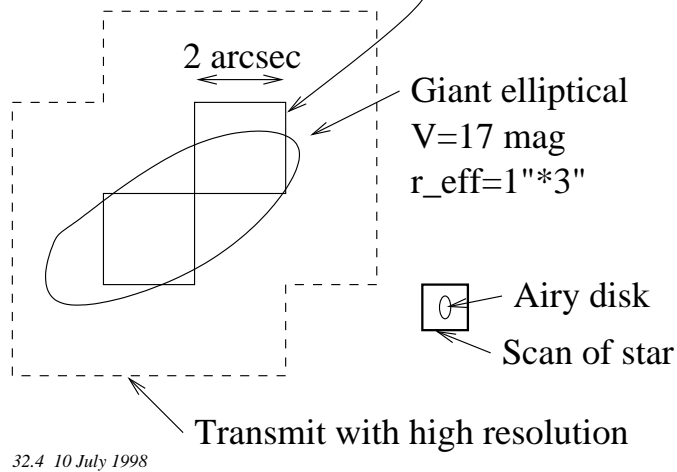 2 arcsec
Giant elliptical
V=17 mag
r_eff=1"*3"
Airy disk
Scan of star
Transmit with high resolution
32.4 10 July 1998